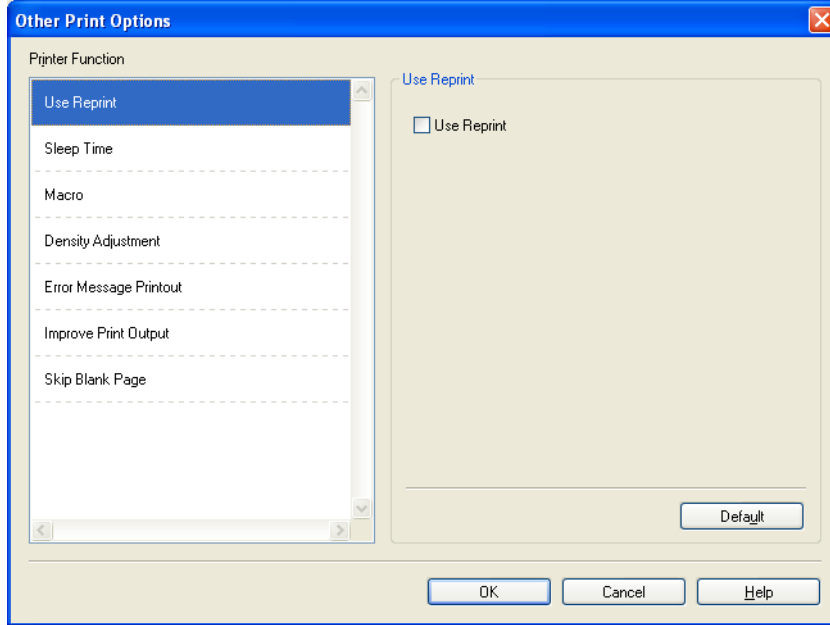 Other Print Options
Printer Function
Use Reprint
Sleep Time
Macro
Density Adjustment
Error Message Printout
Improve Print Output
Skip Blank Page
Use Reprint
Use Reprint
Default
OK
Cancel
Help